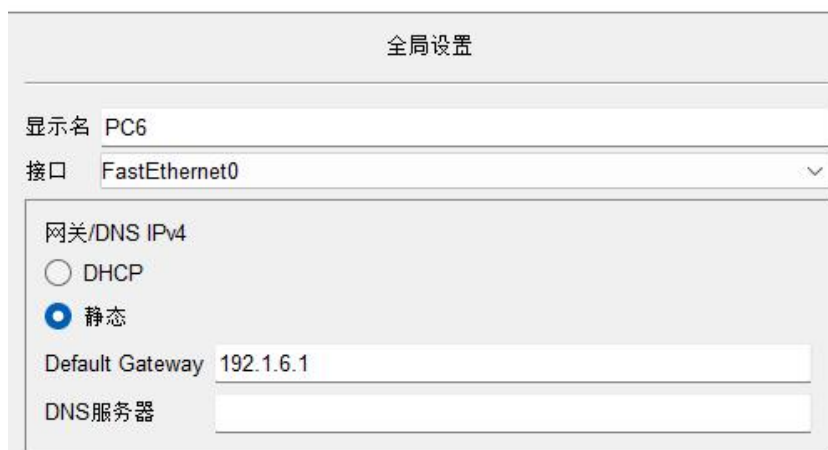 全局设置
显示名 PC6
接口 FastEthernet0
网关/DNS IPv4
DHCP
静态
Default Gateway 192.1.6.1
DNS服务器